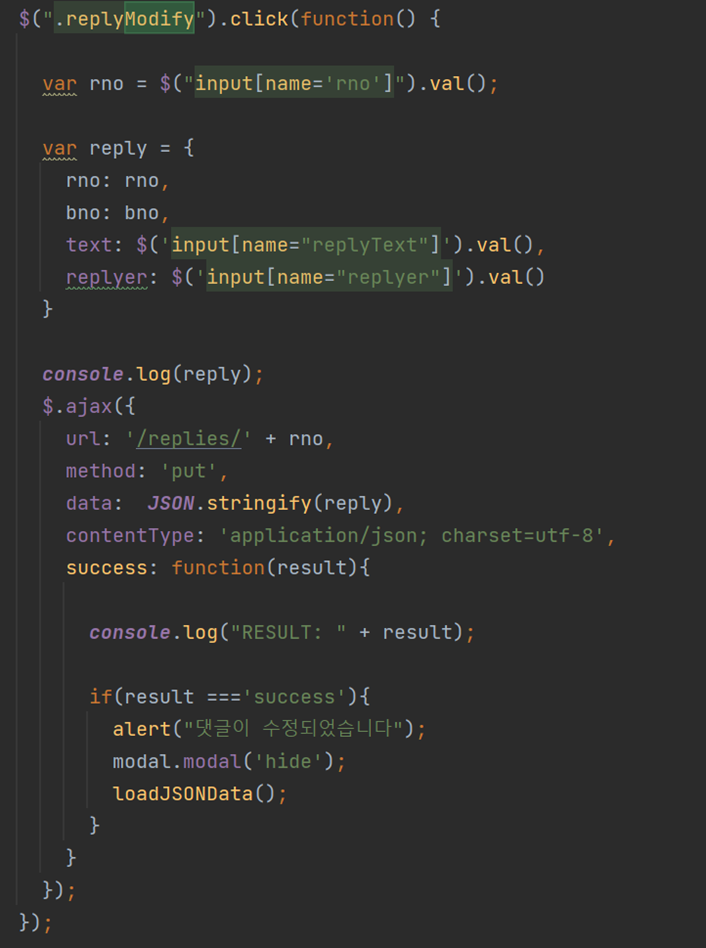 $(".replyModify").click(function() {
var rno = $("input[name='rno']").val();
var reply = {
rno: rno,
bno: bno,
text: $('input[name="replyText"]').val(),
replyer: $('input[name="replyer"]').val()
}
console.log(reply);
$.ajax({
url: '/replies/' + rno,
method: 'put',
data:  JSON.stringify(reply),
contentType: 'application/json; charset=utf-8',
success: function(result){
console.log("RESULT: " + result);
if(result ==='success'){
alert("댓글이 수정되었습니다");
modal.modal('hide');
loadJSONData();
}
}
});
});